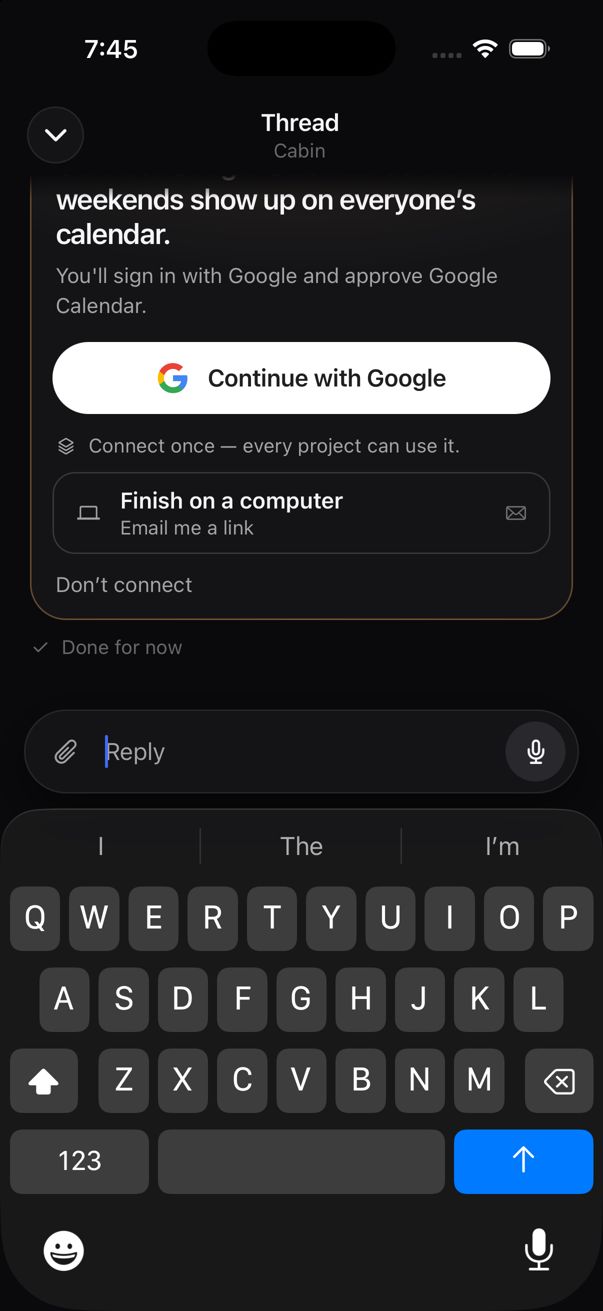 7:45
Thread
Cabin
weekends show up on everyone’s
calendar.
You'll sign in with Google and approve Google
Calendar.
Continue with Google
Connect once — every project can use it.
Finish on a computer
Email me a link
Don’t connect
Done for now
Reply
I The I’m
Q W E R T Y U I O P
A S D F G H J K L
Z X C V B N M
123